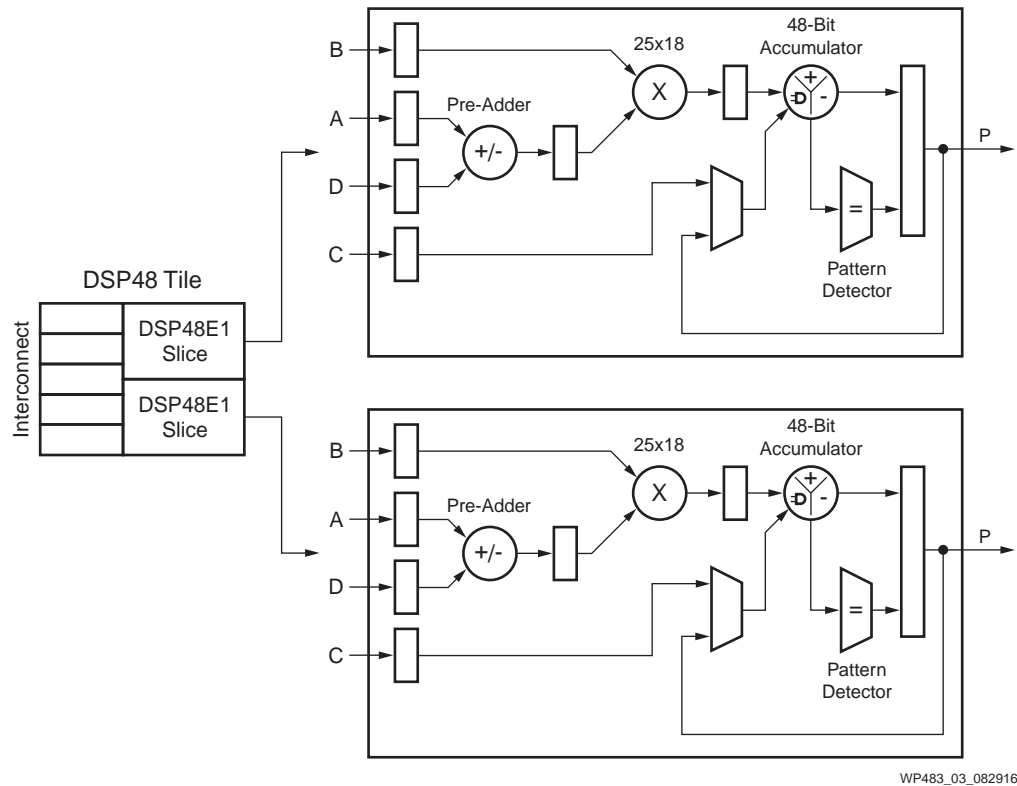 B
A
D
C
Pre-Adder
+/-
25x18
X
48-Bit
Accumulator
+
-
=
Pattern
Detector
P
DSP48 Tile
Interconnect
DSP48E1
Slice
DSP48E1
Slice
B
A
D
C
Pre-Adder
+/-
25x18
X
48-Bit
Accumulator
+
-
=
Pattern
Detector
P
WP483_03_082916